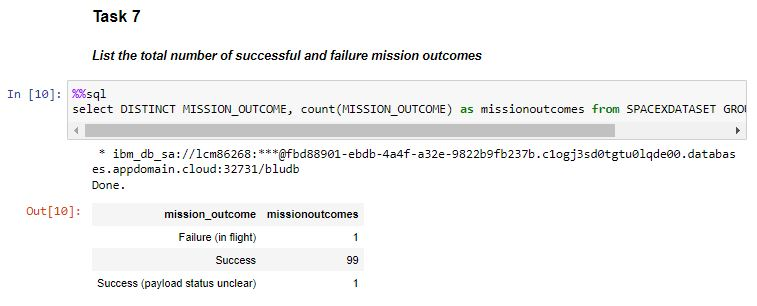 Task 7
List the total number of successful and failure mission outcomes
In [10]: %%sql
select DISTINCT MISSION_OUTCOME, count(MISSION_OUTCOME) as missionoutcomes from SPACEXDATASET GROU
* ibm_db_sa://lcm86268:***@fbd88901-ebdb-4a4f-a32e-9822b9fb237b.c1ogj3sd0tgtu0lqde00.databas
es.appdomain.cloud:32731/bludb
Done.
Out[10]: mission_outcome missionoutcomes
Failure (in flight) 1
Success 99
Success (payload status unclear) 1